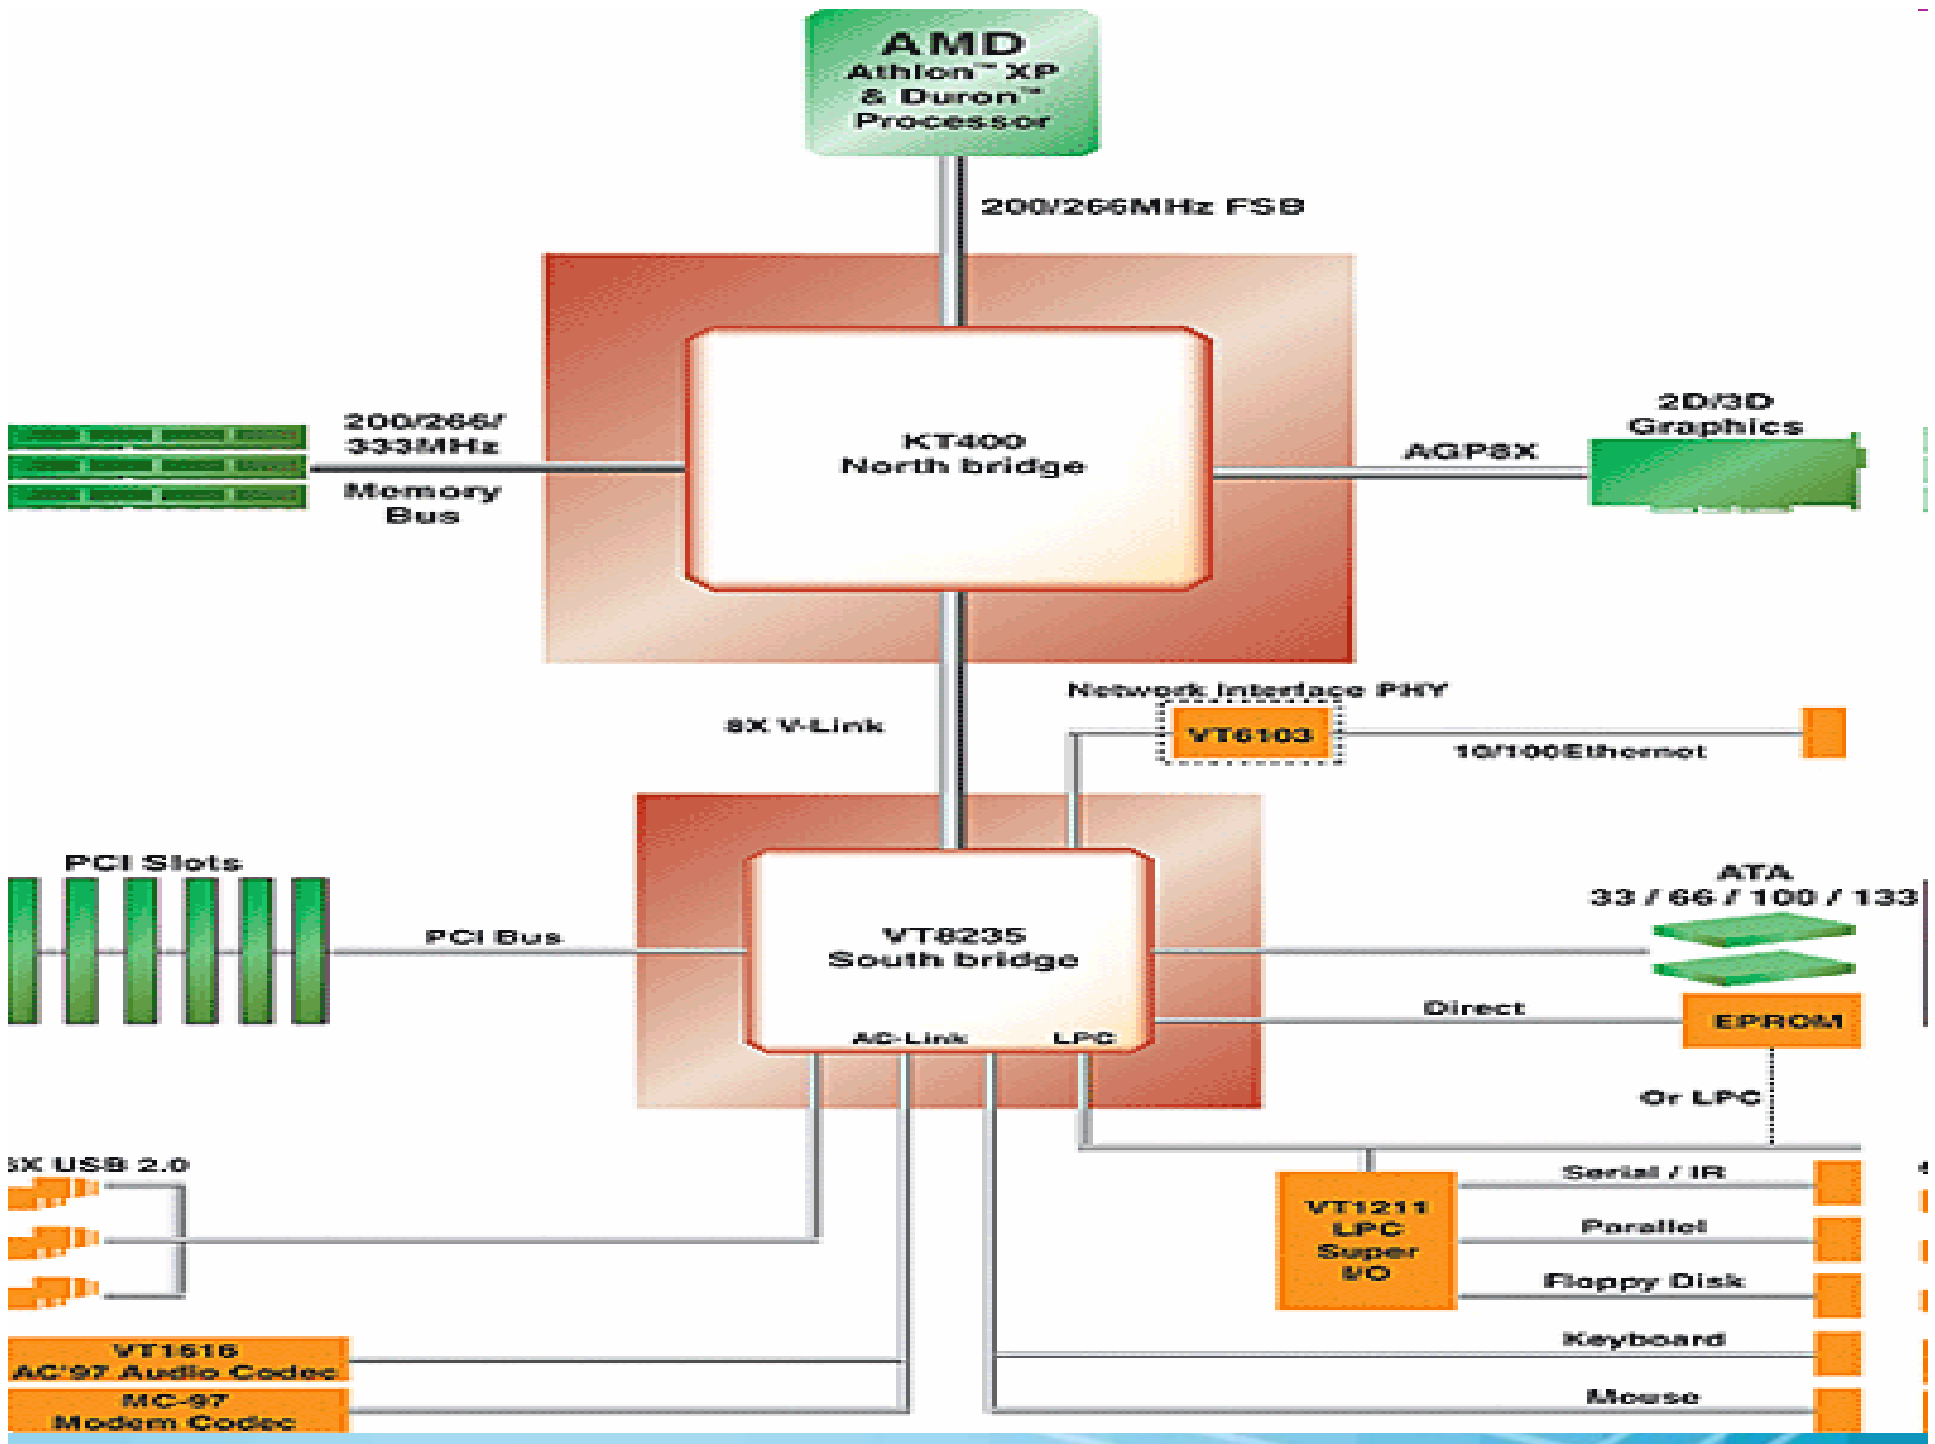 AMD
Athlon™ XP
& Duron™
Processor
200/266MHz FSB
200/266/
333MHz
Memory
Bus
KT400
North bridge
AGP8X
2D/3D
Graphics
8X V-Link
Network Interface PHY
VT6103
10/100Ethernet
PCI Slots
PCI Bus
VT8235
South bridge
AC-Link
LPC
ATA
33 / 66 / 100 / 133
Direct
EPROM
Or LPC
X USB 2.0
VT1211
LPC
Super
I/O
Serial / IR
Parallel
Floppy Disk
Keyboard
Mouse
VT1616
AC'97 Audio Codec
MC-97
Modem Codec